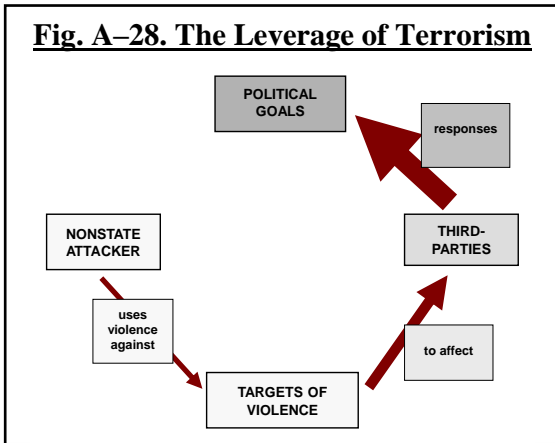 Fig. A–28. The Leverage of Terrorism
POLITICAL
GOALS
responses
NONSTATE
ATTACKER
THIRD-
PARTIES
uses
violence
against
to affect
TARGETS OF
VIOLENCE